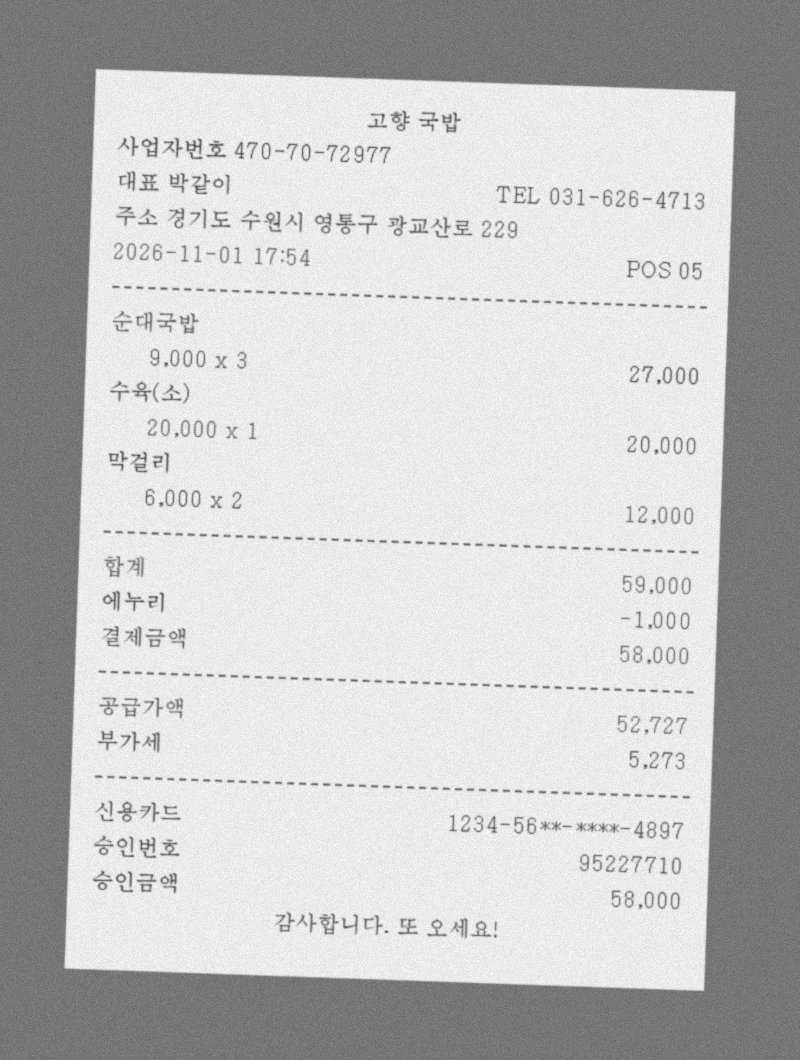 고향 국밥
사업자번호 470-70-72977
대표 박같이 TEL 031-626-4713
주소 경기도 수원시 영통구 광교산로 229
2026-11-01 17:54 POS 05
순대국밥
9,000 x 3 27,000
수육(소)
20,000 x 1 20,000
막걸리
6,000 x 2 12,000
합계 59,000
에누리 -1,000
결제금액 58,000
공급가액 52,727
부가세 5,273
신용카드 1234-56**-****-4897
승인번호 95227710
승인금액 58,000
감사합니다. 또 오세요!